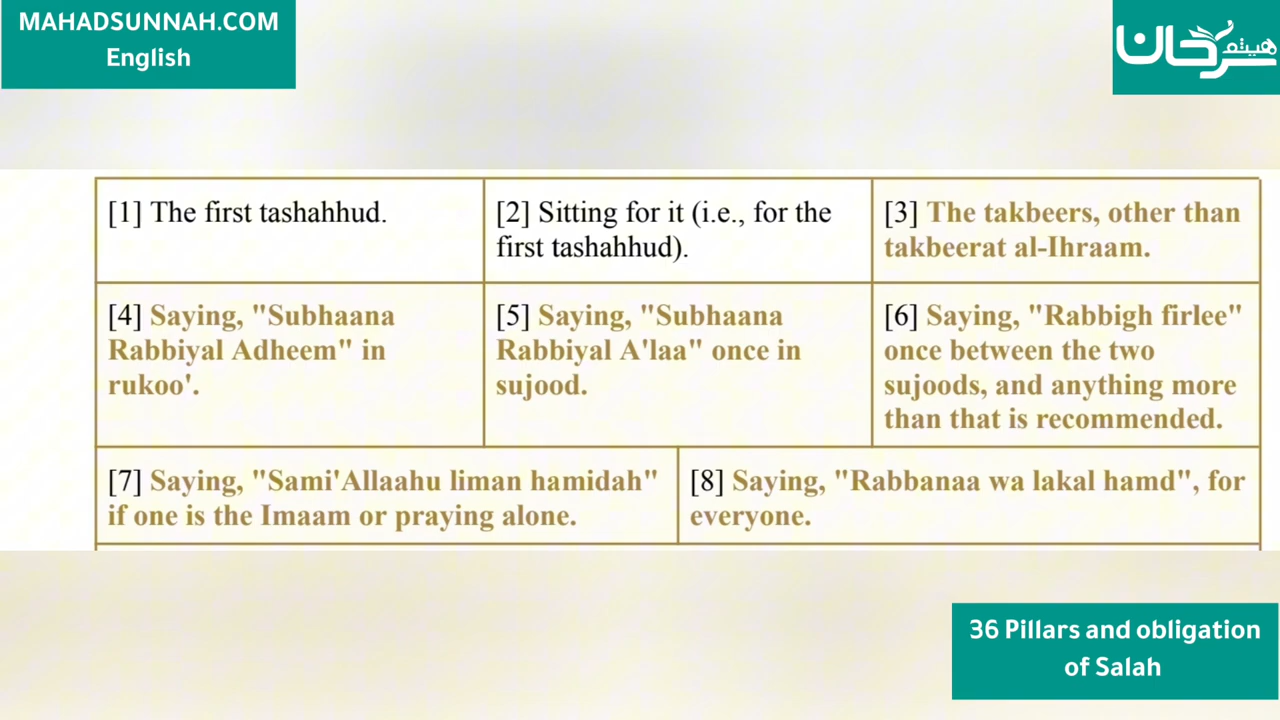 MAHADSUNNAH.COM
English
هيثم
سرحان
[1] The first tashahhud.
[2] Sitting for it (i.e., for the
first tashahhud).
[3] The takbeers, other than
takbeerat al-Ihraam.
[4] Saying, "Subhaana
Rabbiyal Adheem" in
rukoo'.
[5] Saying, "Subhaana
Rabbiyal A'laa" once in
sujood.
[6] Saying, "Rabbigh firlee"
once between the two
sujoods, and anything more
than that is recommended.
[7] Saying, "Sami'Allaahu liman hamidah"
if one is the Imaam or praying alone.
[8] Saying, "Rabbanaa wa lakal hamd", for
everyone.
36 Pillars and obligation
of Salah